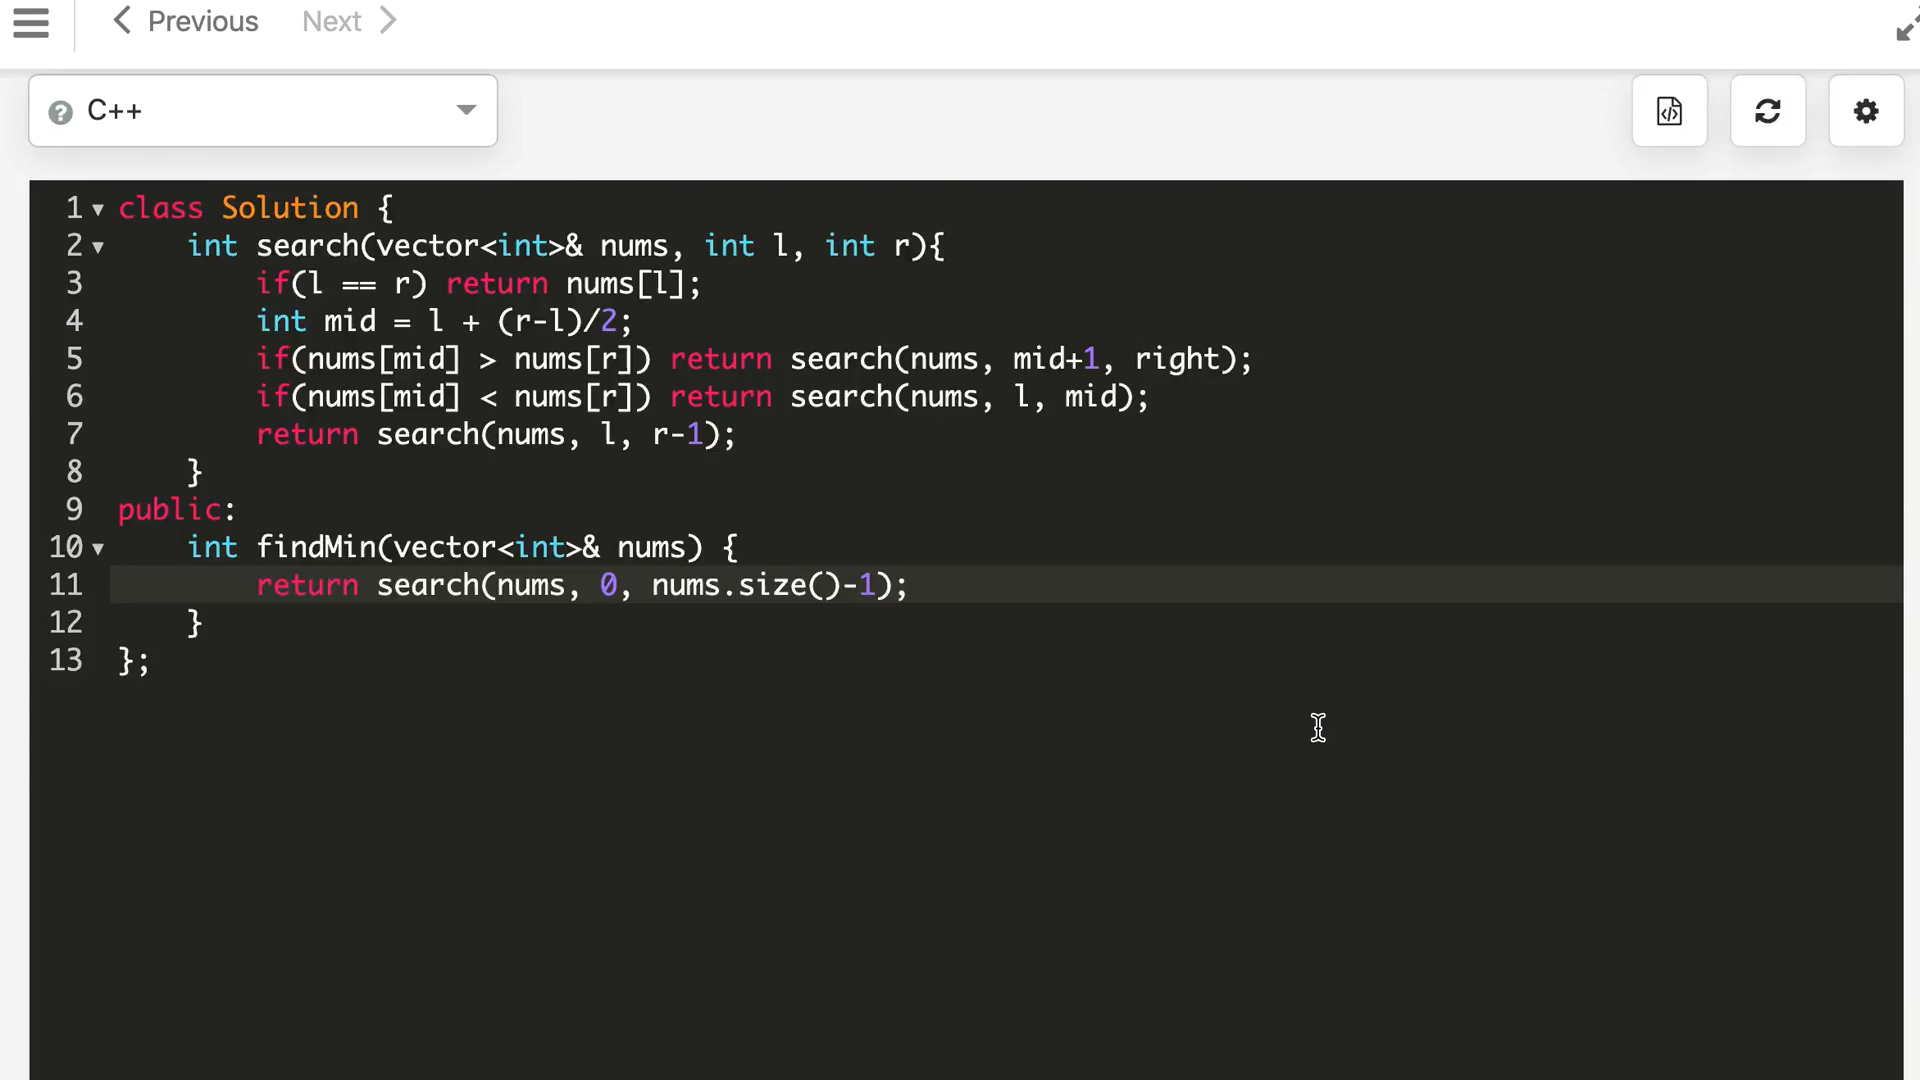 Previous Next
C++
1 class Solution {
2 int search(vector<int>& nums, int l, int r){
3 if(l == r) return nums[l];
4 int mid = l + (r-l)/2;
5 if(nums[mid] > nums[r]) return search(nums, mid+1, right);
6 if(nums[mid] < nums[r]) return search(nums, l, mid);
7 return search(nums, l, r-1);
8 }
9 public:
10 int findMin(vector<int>& nums) {
11 return search(nums, 0, nums.size()-1);
12 }
13 };